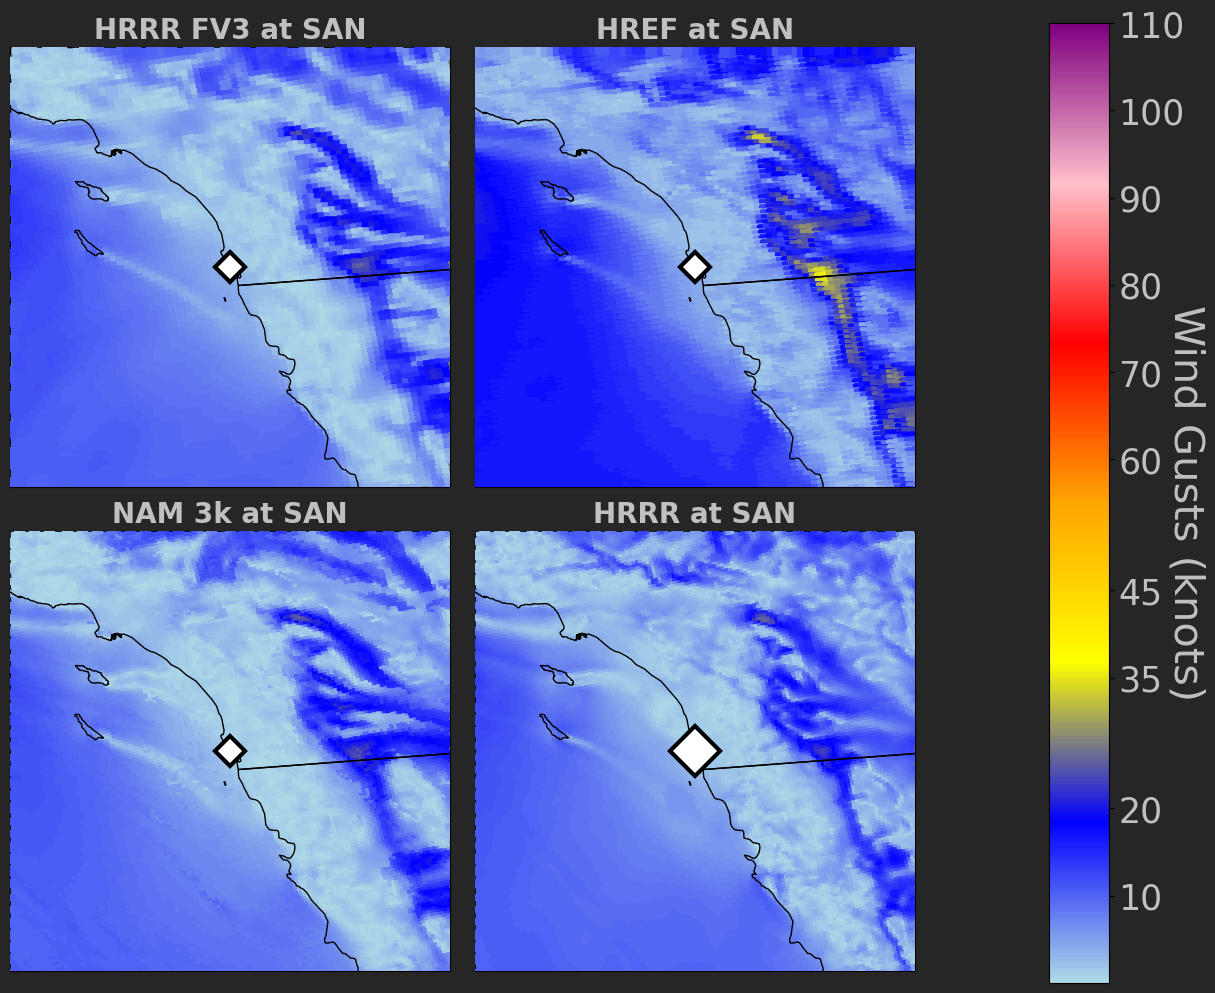 HRRR FV3 at SAN
HREF at SAN
NAM 3k at SAN
HRRR at SAN
110
100
90
80
70
60
45
35
20
10
Wind Gusts (knots)